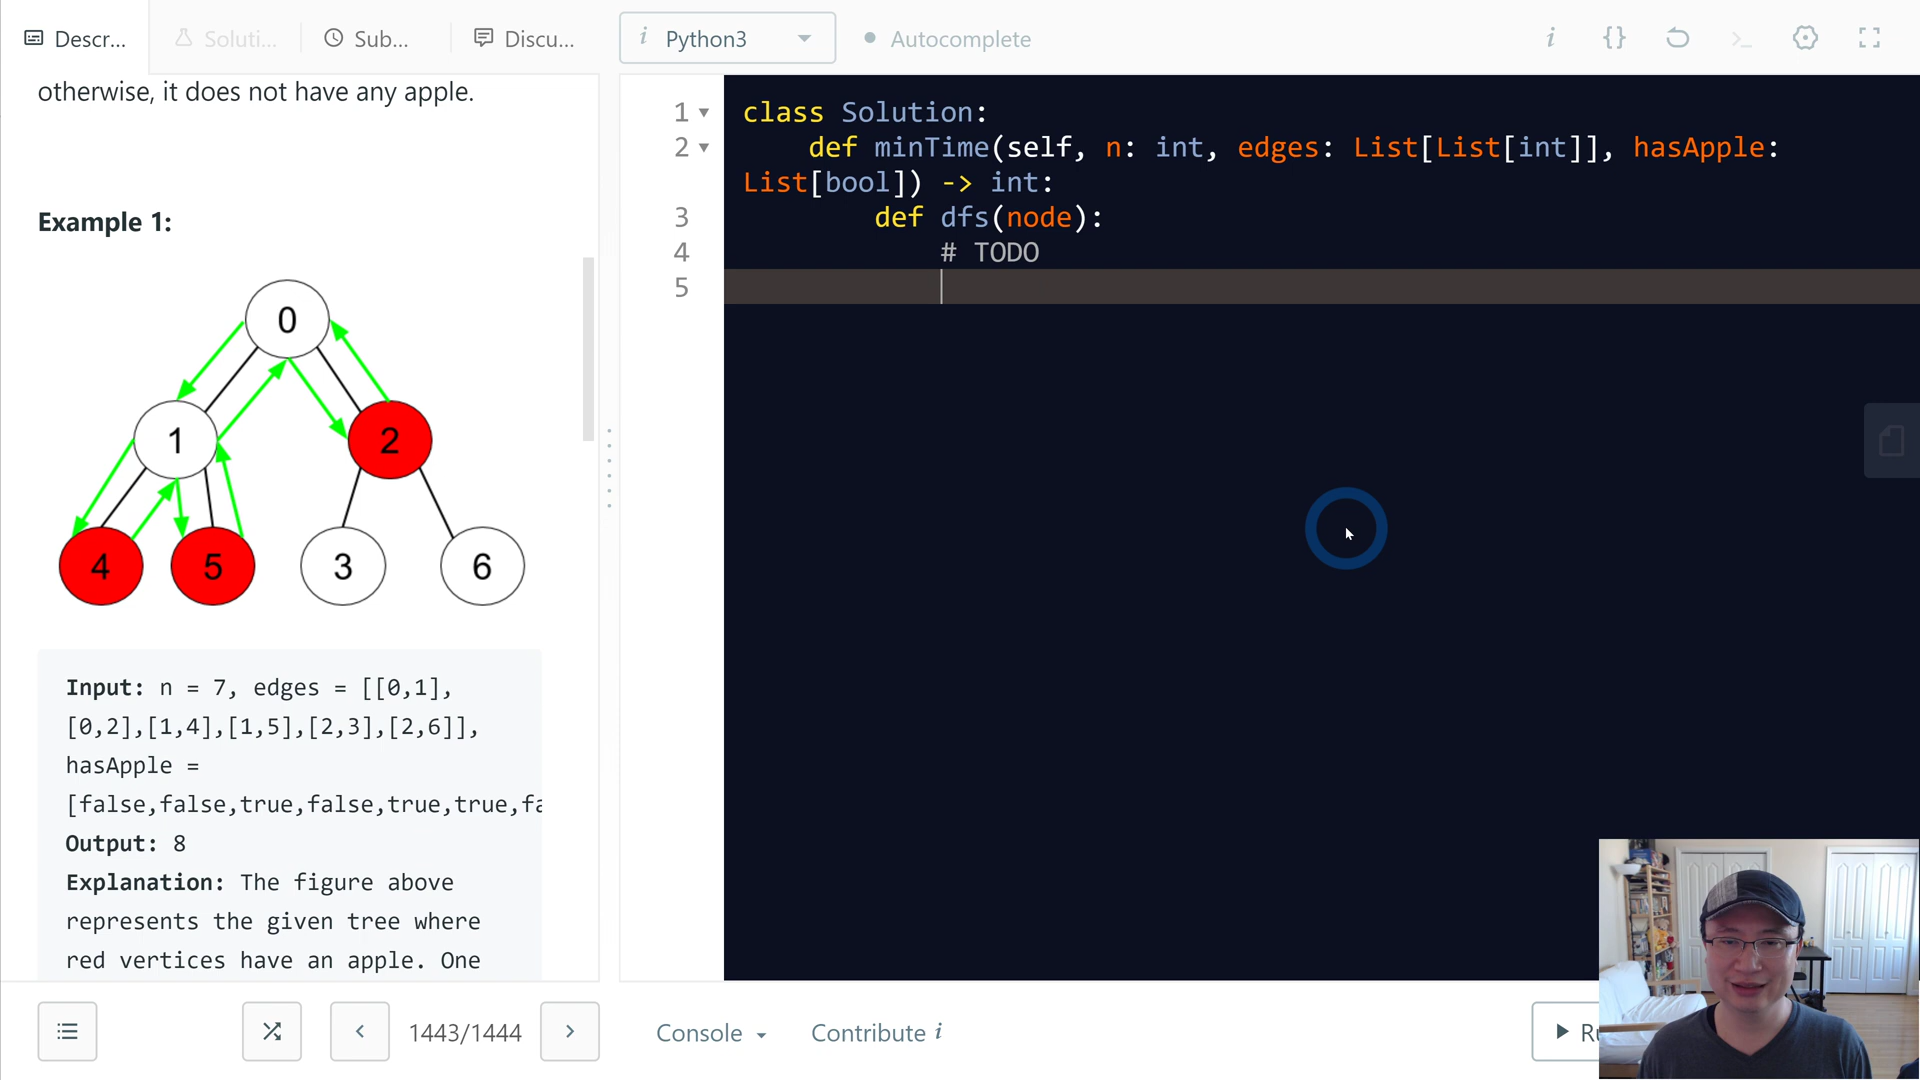 Descr...
Soluti...
Sub...
Discu...
i Python3
Autocomplete
i {} >_
otherwise, it does not have any apple.
Example 1:
0
1
2
4
5
3
6
Input: n = 7, edges = [[0,1],
[0,2],[1,4],[1,5],[2,3],[2,6]],
hasApple =
[false,false,true,false,true,true,fa
Output: 8
Explanation: The figure above
represents the given tree where
red vertices have an apple. One
1 class Solution:
2 def minTime(self, n: int, edges: List[List[int]], hasApple:
List[bool]) -> int:
3 def dfs(node):
4 # TODO
5
1443/1444
Console
Contribute i